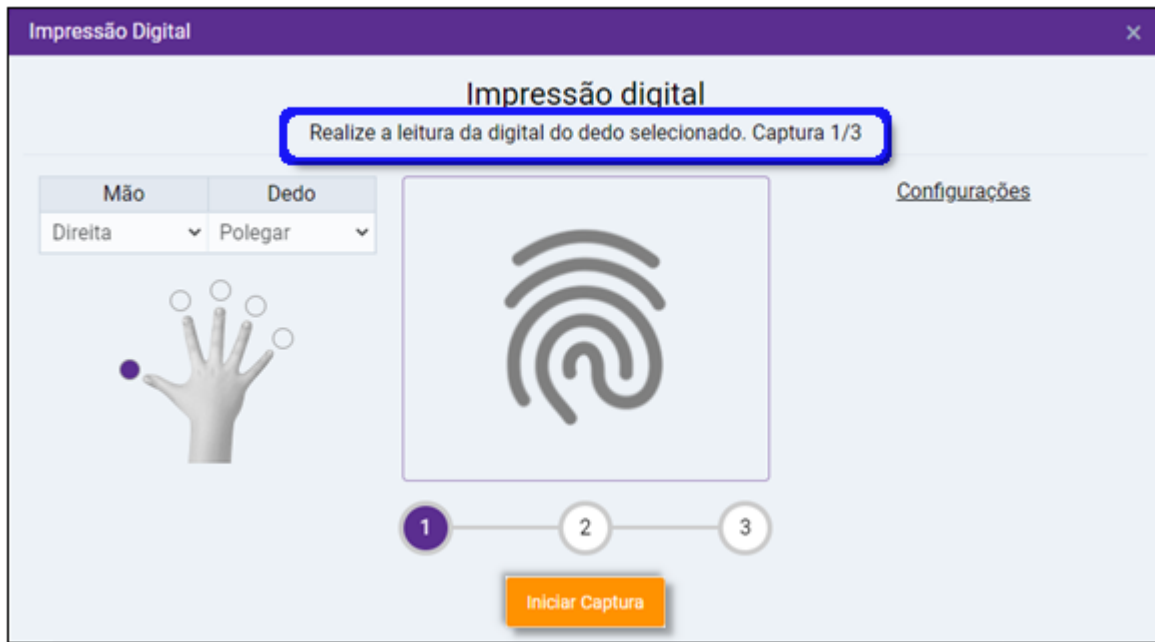 Impressão Digital
×
Impressão digital
Realize a leitura da digital do dedo selecionado. Captura 1/3
Mão Dedo
Direita Polegar
Configurações
1 2 3
Iniciar Captura